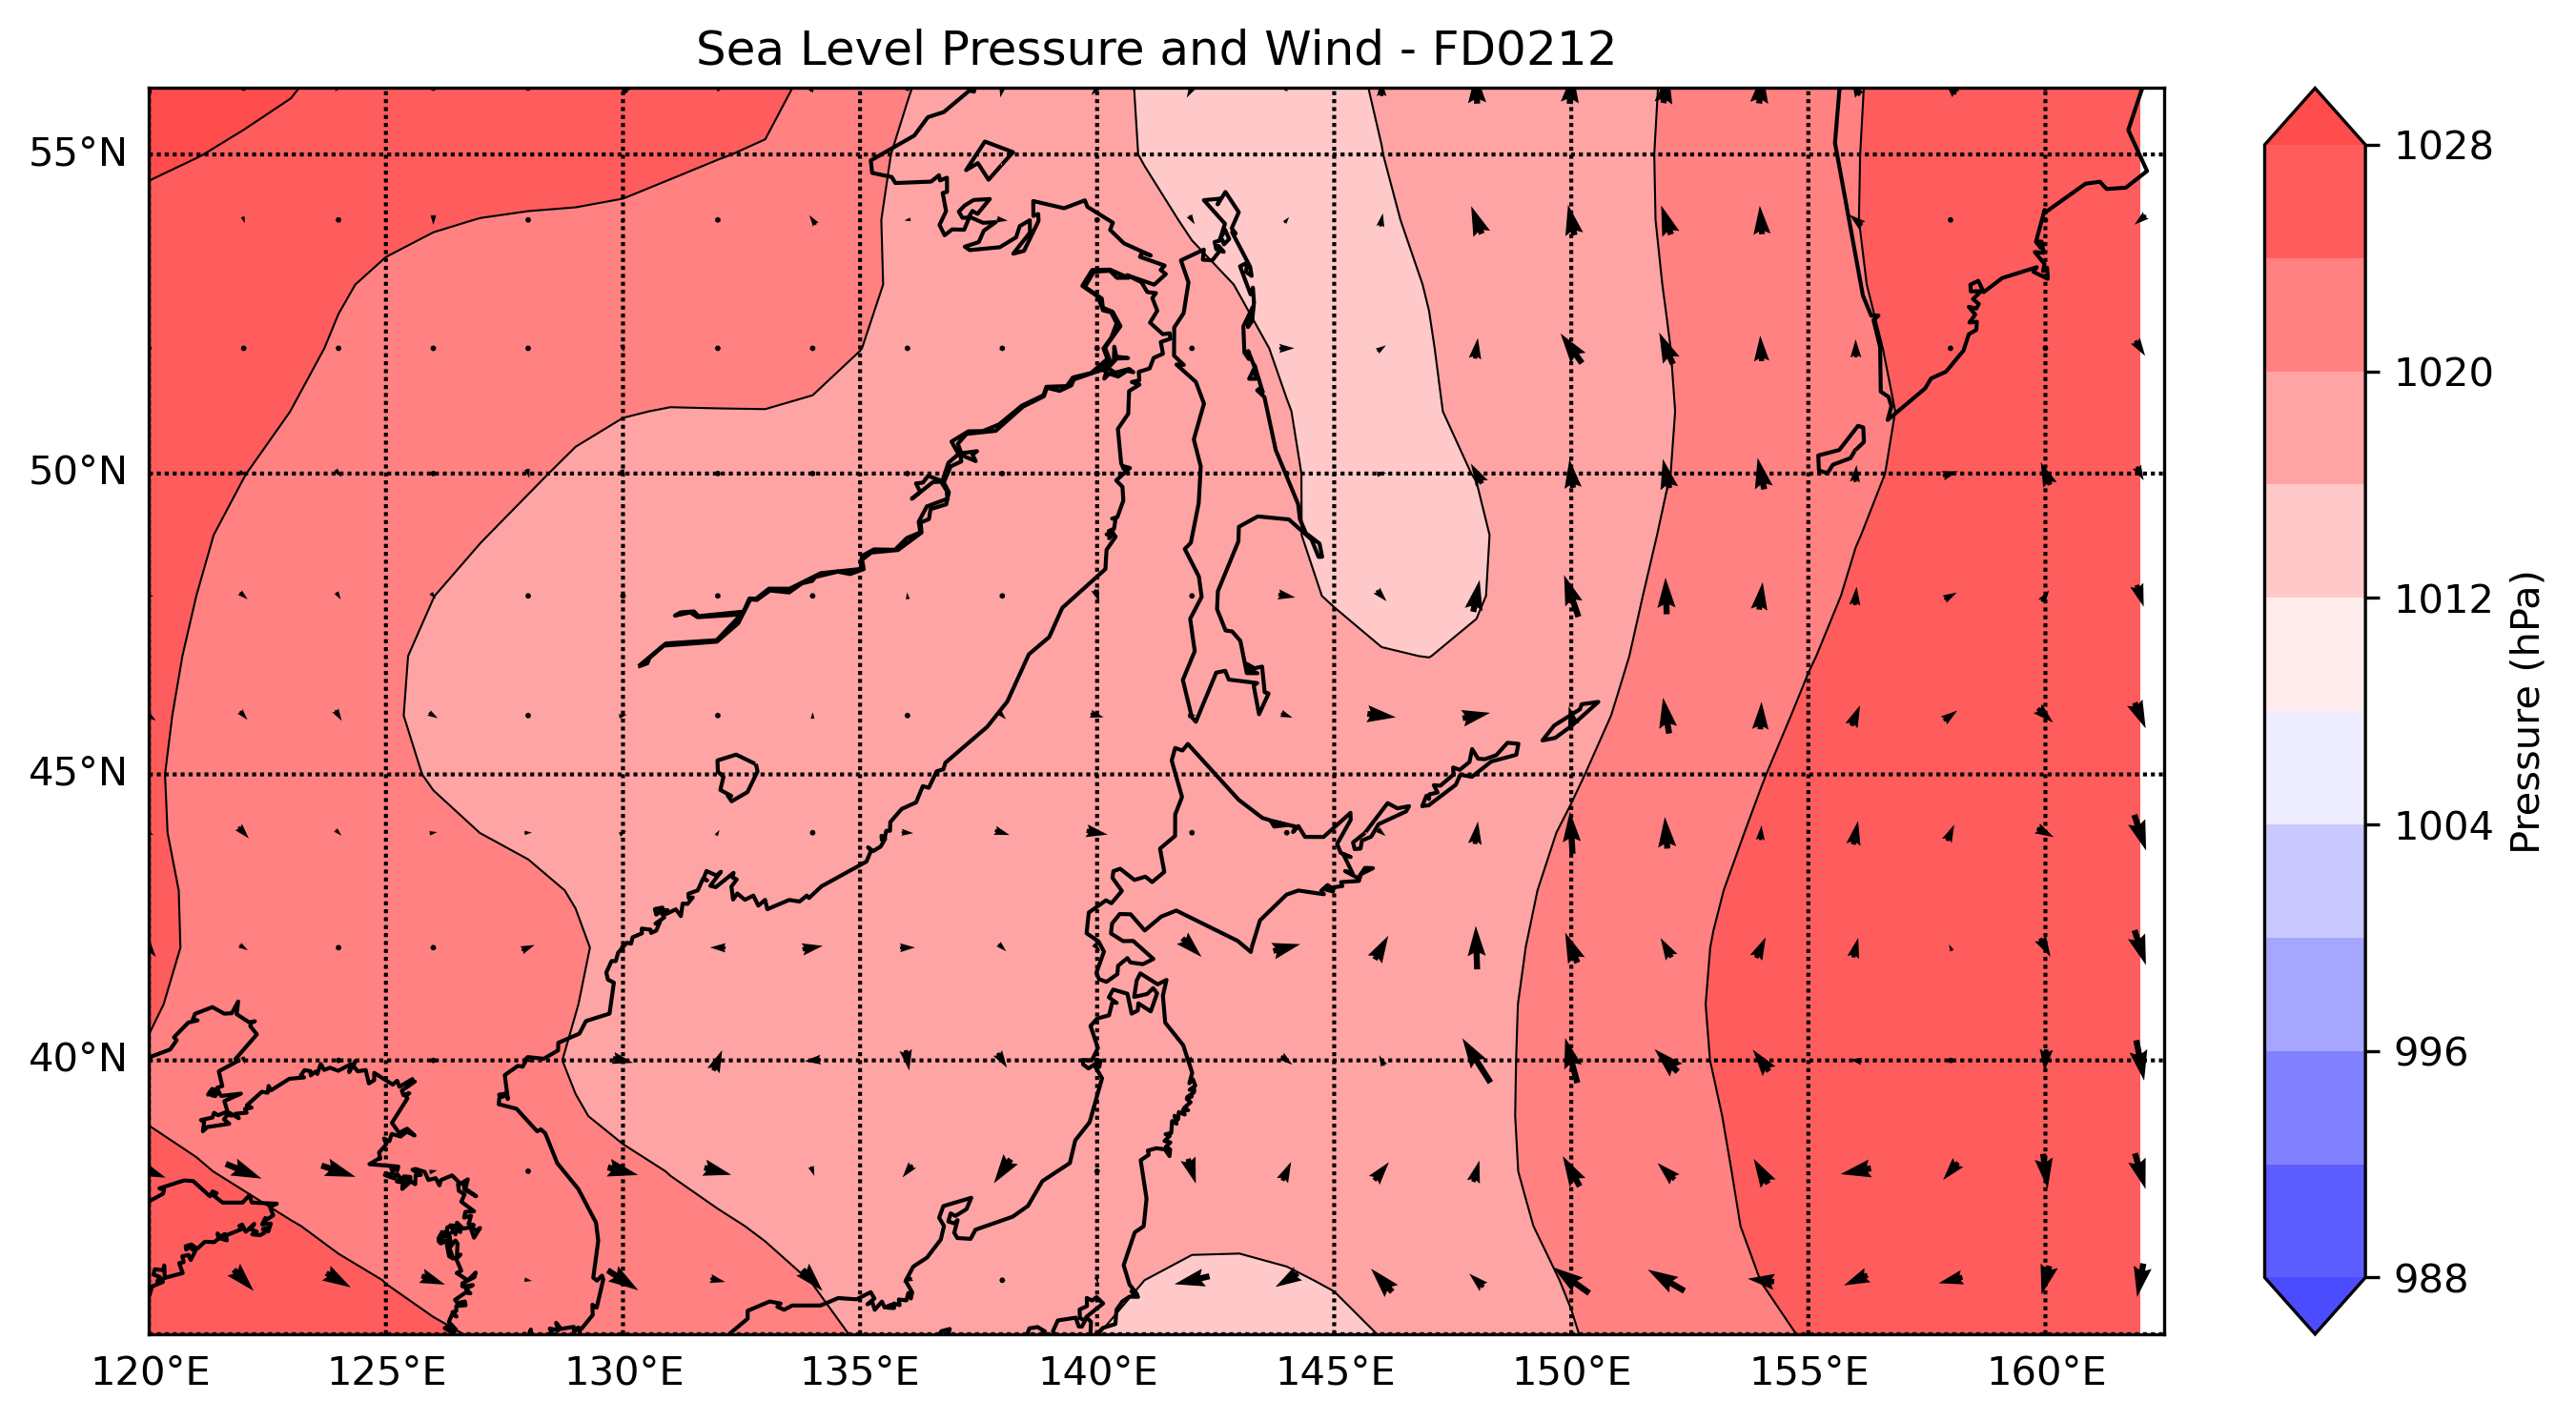 Sea Level Pressure and Wind - FD0212
55°N
50°N
45°N
40°N
120°E 125°E 130°E 135°E 140°E 145°E 150°E 155°E 160°E
1028
1020
1012
1004
996
988
Pressure (hPa)